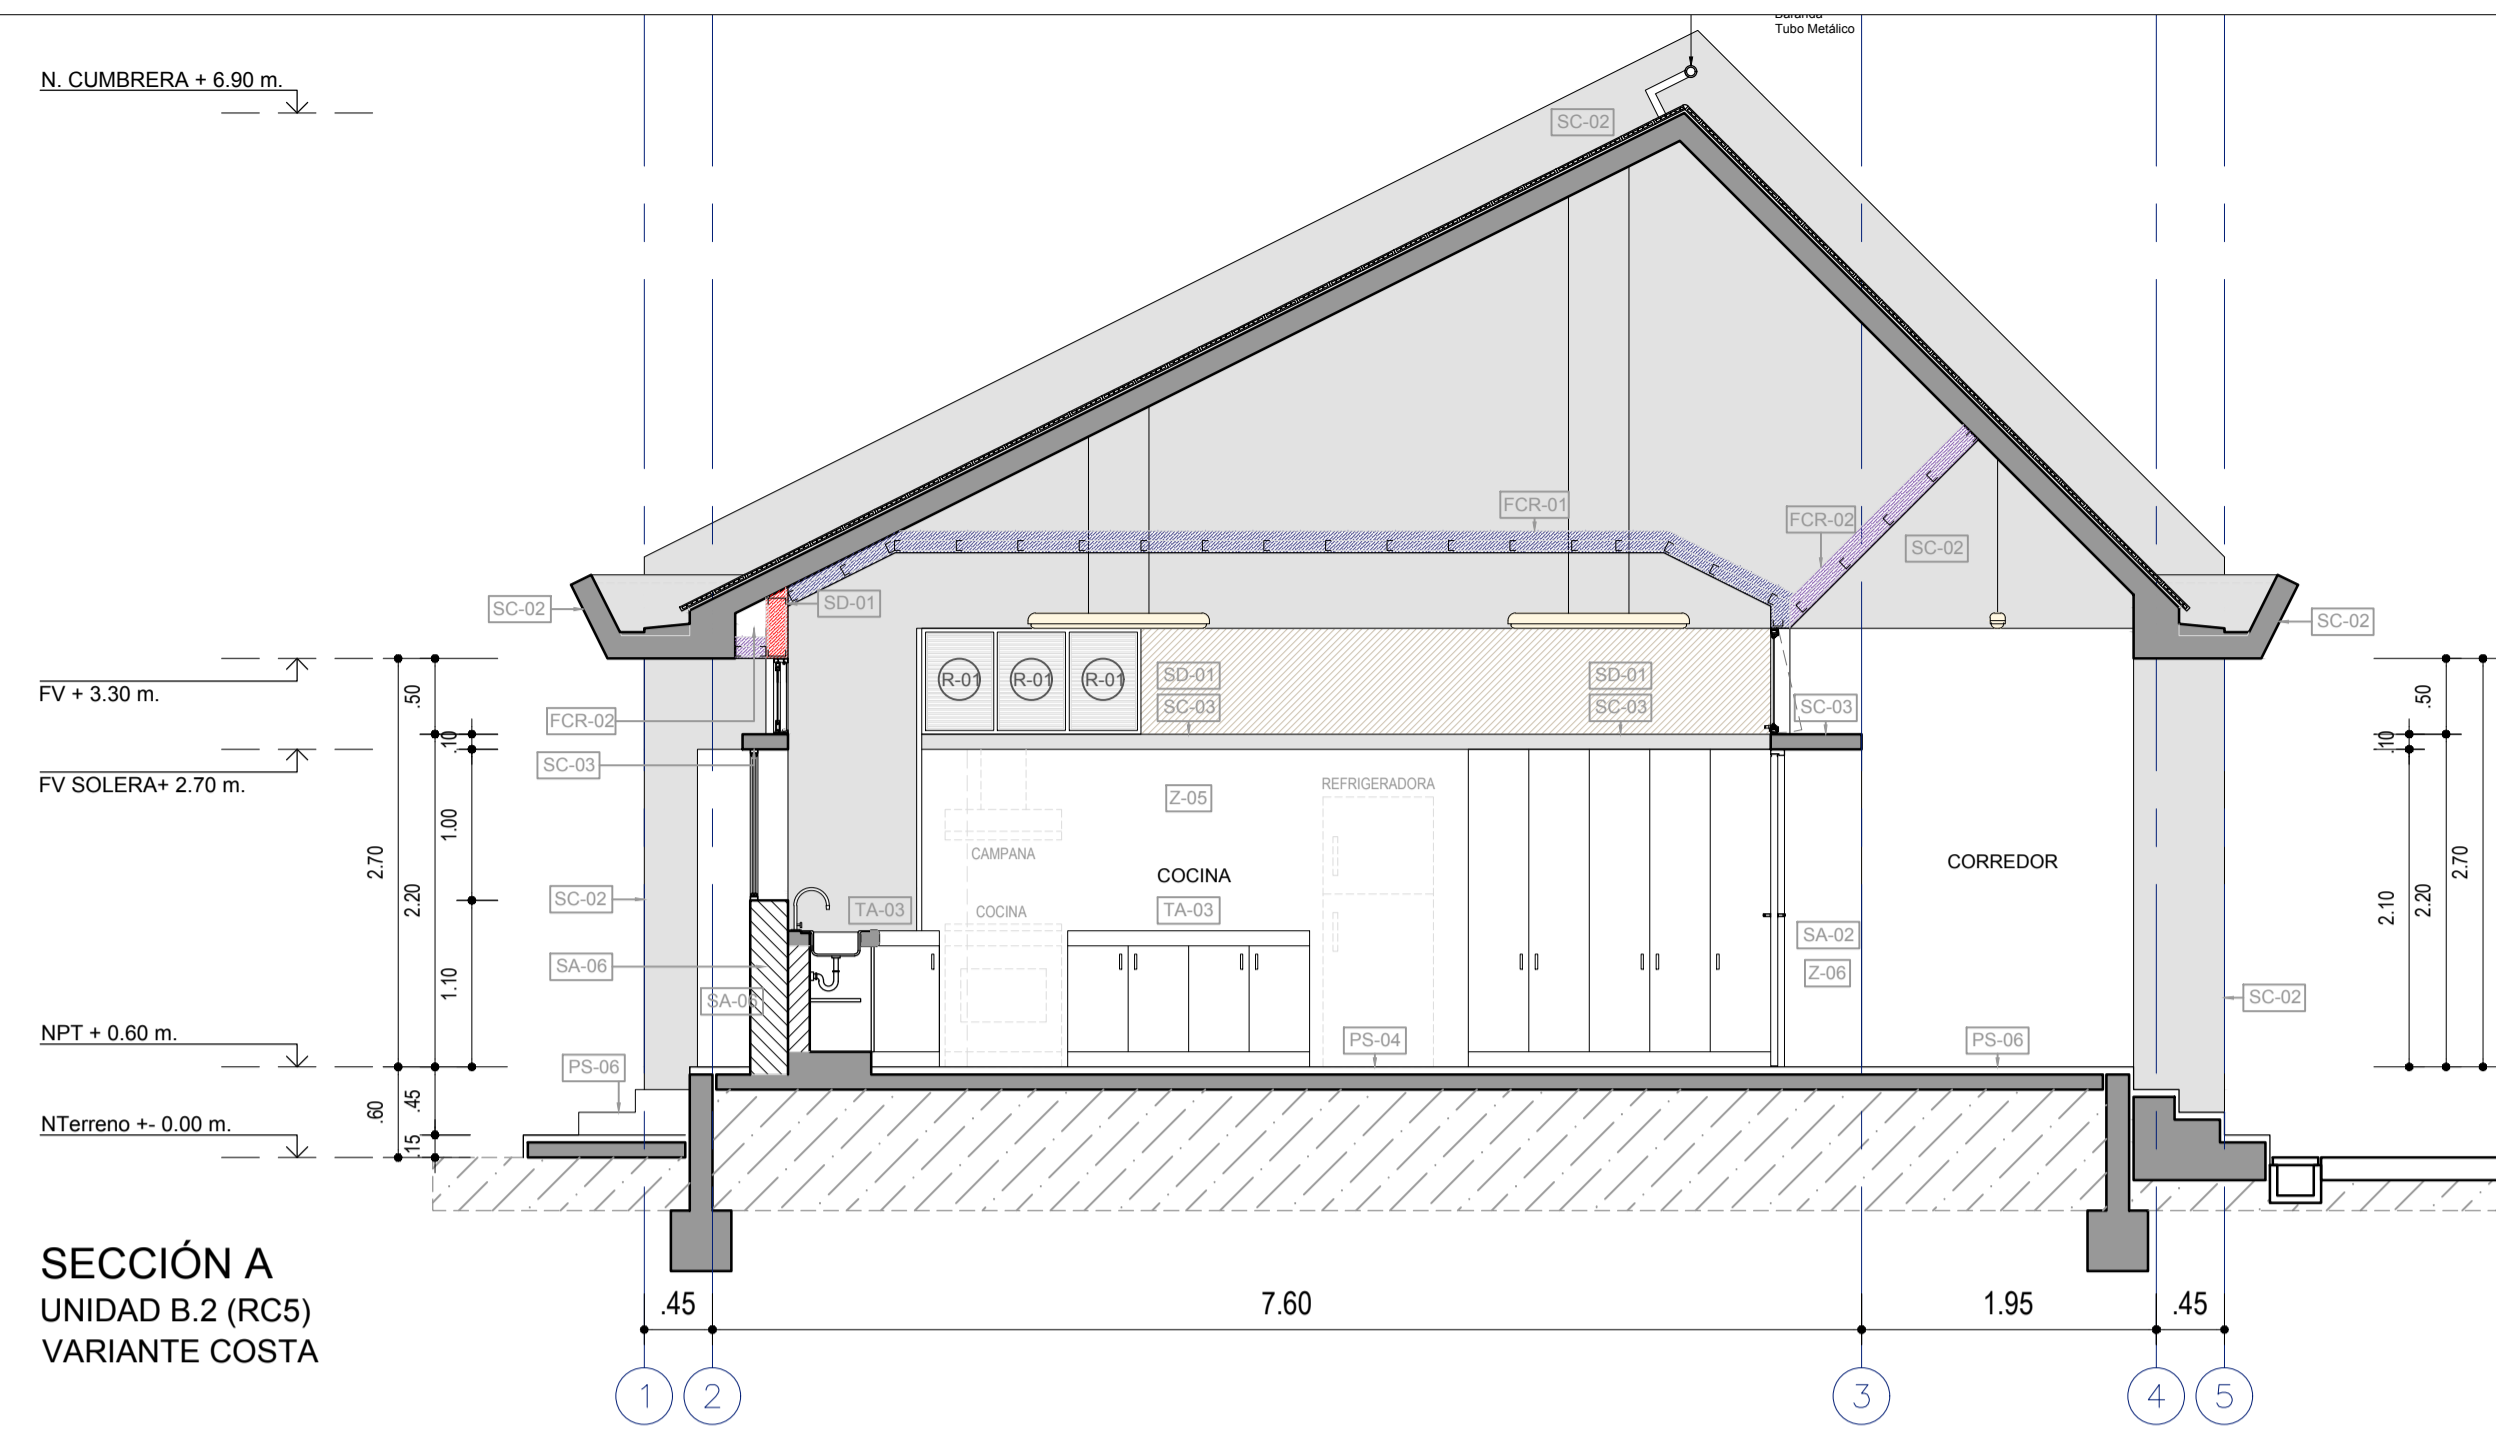 Tubo Metálico
N. CUMBRERA + 6.90 m.
SC-02
FCR-01
FCR-02
SC-02
SC-02
SD-01
SC-02
FV + 3.30 m.
.50
R-01
R-01
R-01
SD-01
SD-01
SC-03
SC-03
SC-03
.50
FCR-02
.10
.10
SC-03
FV SOLERA+ 2.70 m.
Z-05
REFRIGERADORA
1.00
CAMPANA
2.70
COCINA
CORREDOR
2.70
2.20
SC-02
TA-03
COCINA
TA-03
2.10
2.20
SA-02
SA-06
Z-06
1.10
SA-06
SC-02
NPT + 0.60 m.
PS-04
PS-06
PS-06
.60
.45
NTerreno +- 0.00 m.
.15
SECCIÓN A
UNIDAD B.2 (RC5)
VARIANTE COSTA
.45
7.60
1.95
.45
1
2
3
4
5